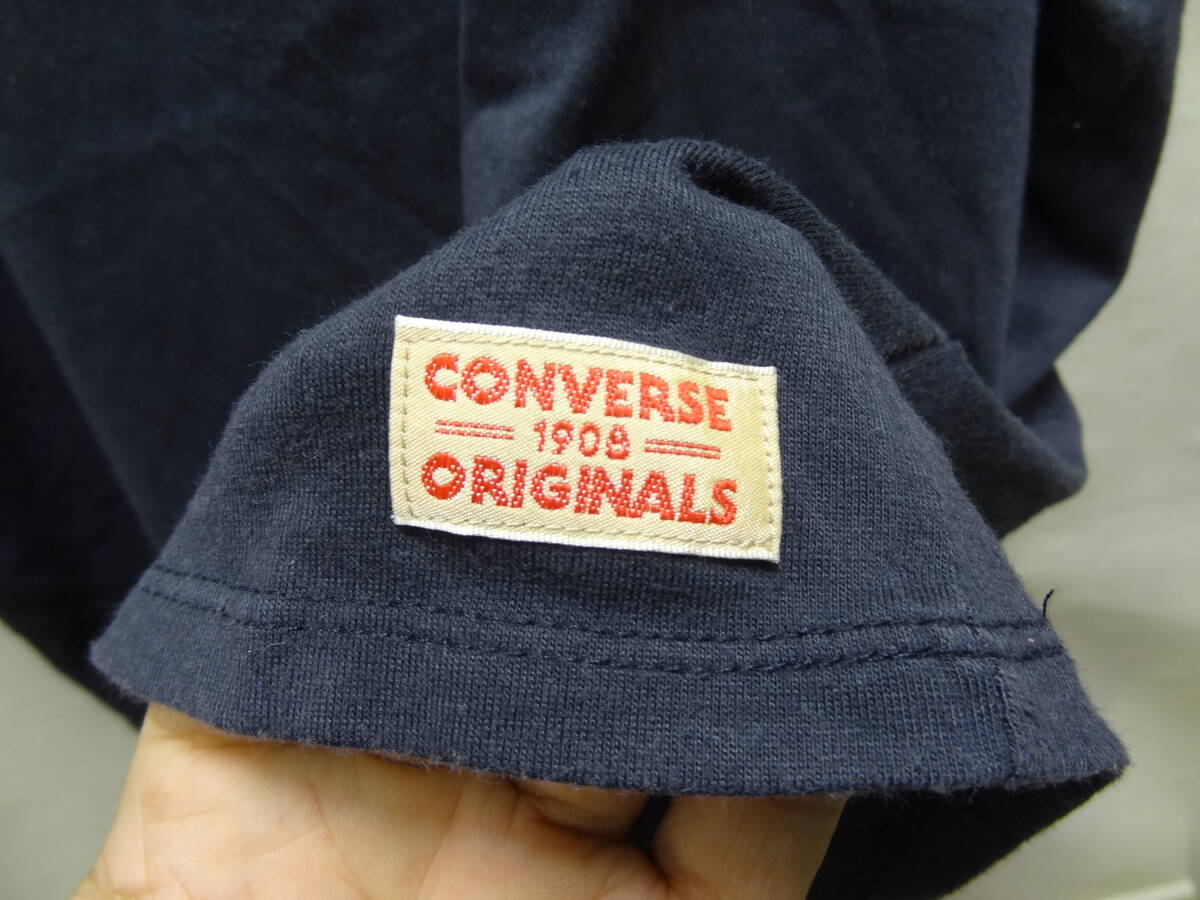 CONVERSE
1908
ORIGINALS